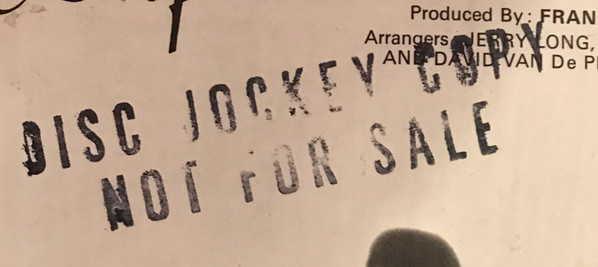 Produced By: FRAN
Arrangers: JERRY LONG,
AND DAVID VAN De P
DISC JOCKEY COPY
NOT FOR SALE